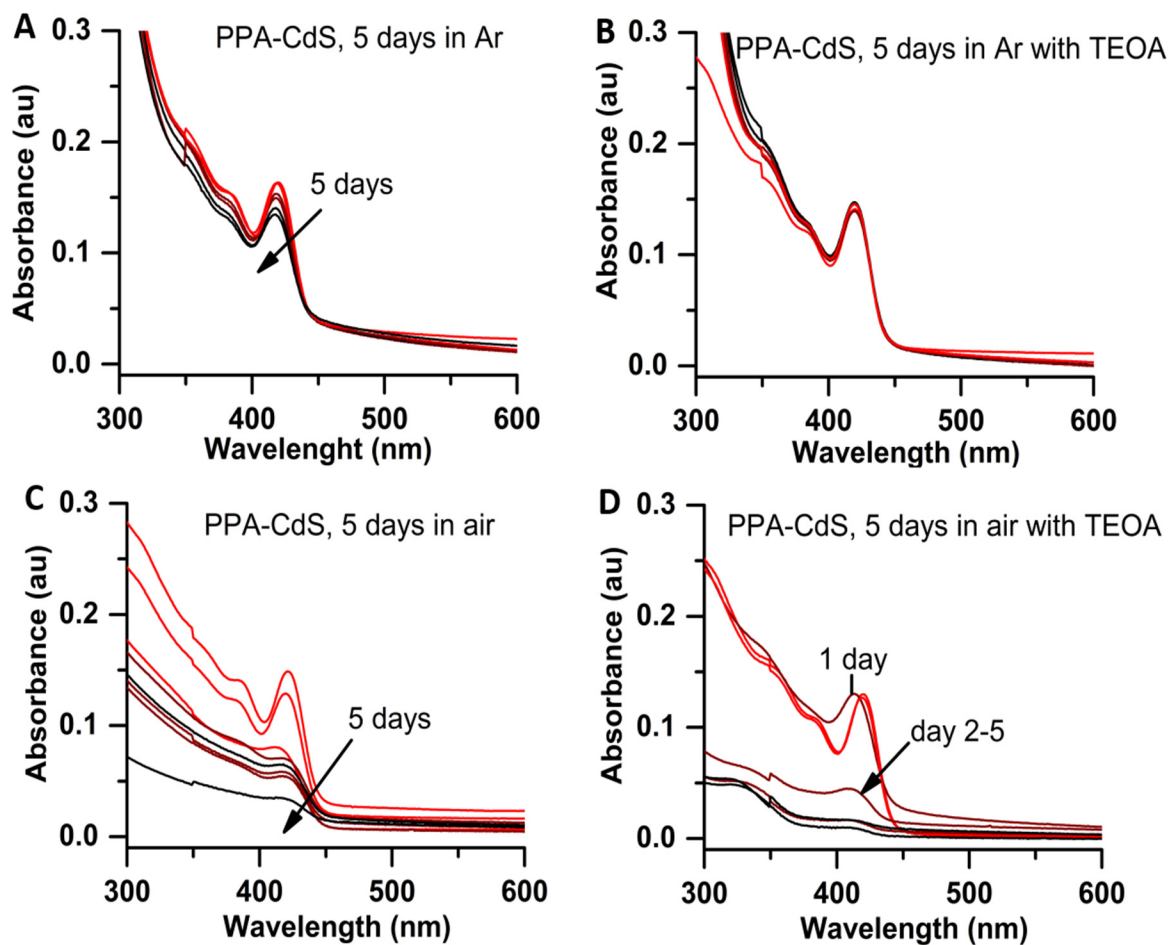 A
PPA-CdS, 5 days in Ar
0.3
0.2
0.1
0.0
Absorbance (au)
5 days
300 400 500 600
Wavelenght (nm)
B
PPA-CdS, 5 days in Ar with TEOA
0.3
0.2
0.1
0.0
Absorbance (au)
300 400 500 600
Wavelength (nm)
C
PPA-CdS, 5 days in air
0.3
0.2
0.1
0.0
Absorbance (au)
5 days
300 400 500 600
Wavelength (nm)
D
PPA-CdS, 5 days in air with TEOA
0.3
0.2
0.1
0.0
Absorbance (au)
1 day
day 2-5
300 400 500 600
Wavelength (nm)